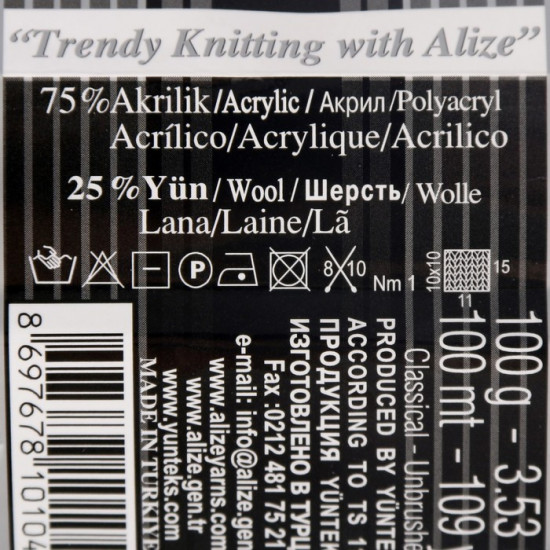 “Trendy Knitting with Alize”
75%Akrilik/Acrylic/Акрил/Polyacryl
Acrílico/Acrylique/Acrilico
25 % Yün/Wool/Шерсть/Wolle
Lana/Laine/Lã
P
8 10
Nm 1
10x10
15
11
100 g - 3,53
100 mt - 109
Classical - Unbrushe
PRODUCED BY YÜNTE
ACCORDING TO TS 1
ПРОДУКЦИЯ YÜNTE
ИЗГОТОВЛЕНО В ТУРЦ
Fax :0212 481 75 21
e-mail: info@alize.gen
www.alizeyarns.com
www.alize.gen.tr
www.yunteks.com
MADE IN TURKIYE
8 697678 10104